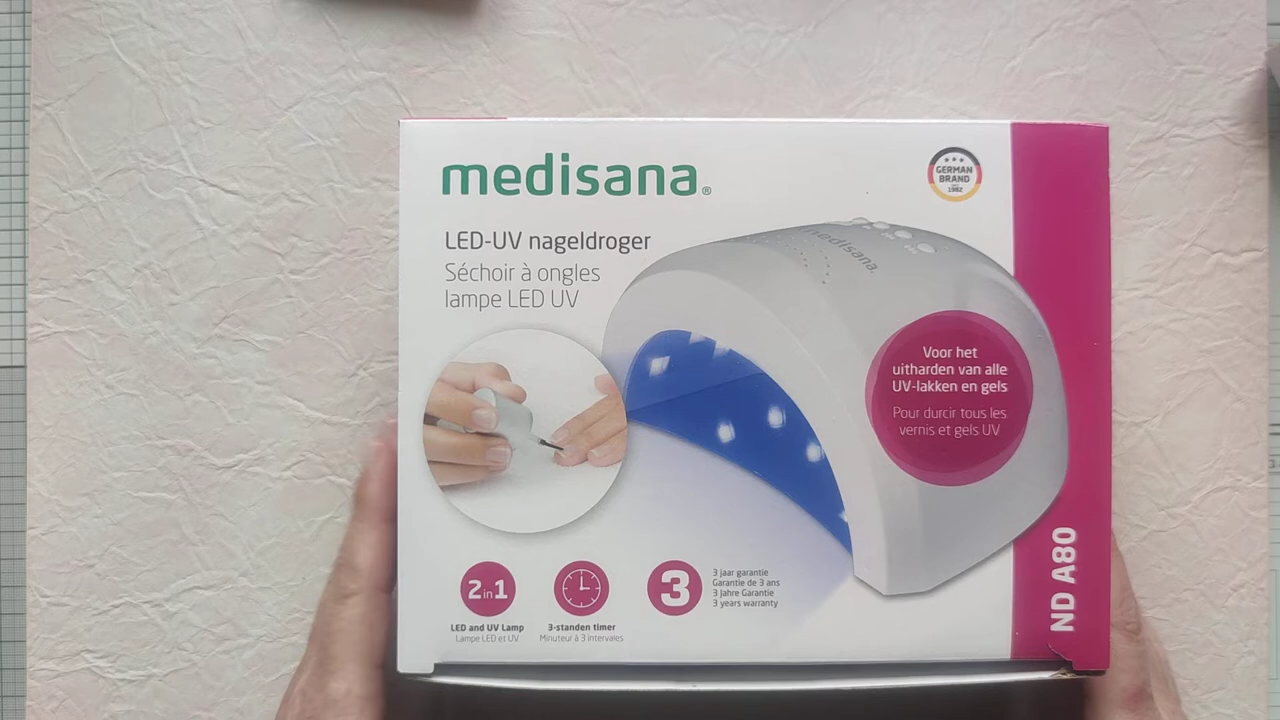 medisana®
GERMAN
BRAND
1982
LED-UV nageldroger
Séchoir à ongles
lampe LED UV
medisana
Voor het
uitharden van alle
UV-lakken en gels
Pour durcir tous les
vernis et gels UV
2 in 1
LED and UV Lamp
Lampe LED et UV
3-standen timer
Minuteur à 3 intervales
3
3 jaar garantie
Garantie de 3 ans
3 Jahre Garantie
3 years warranty
ND A80